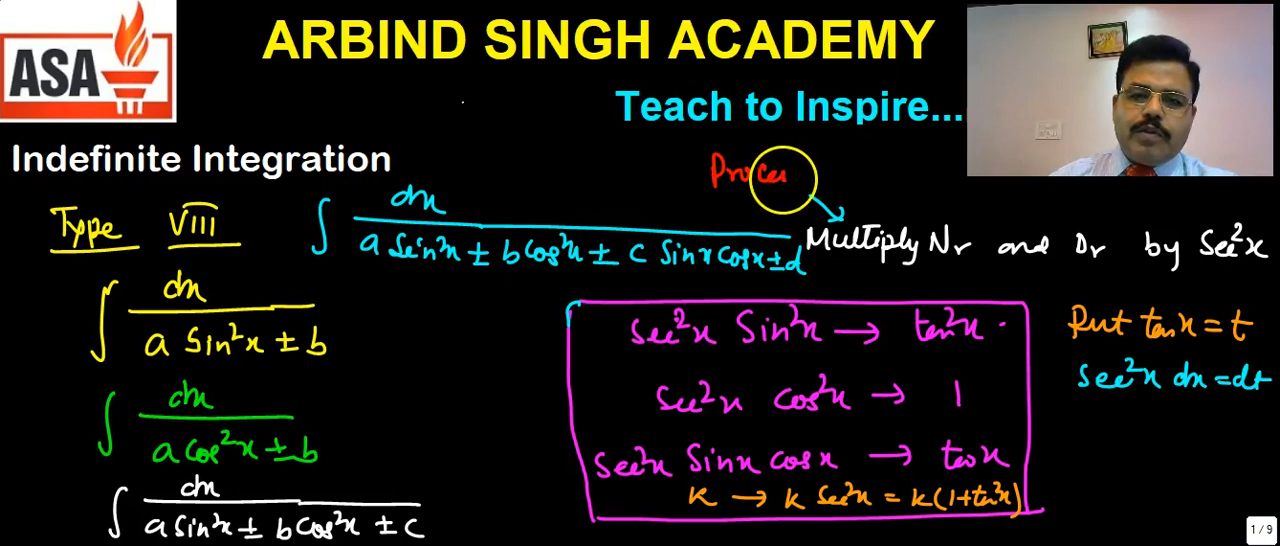 ASA
ARBIND SINGH ACADEMY
Teach to Inspire...
Indefinite Integration
Proces
Type VIII
∫ dx / (a Sin²x ± b cos²x ± c Sinx cosx ± d)
Multiply Nr and Dr by Sec²x
∫ dx / (a Sin²x ± b)
∫ dx / (a cos²x ± b)
∫ dx / (a Sin²x ± b cos²x ± c)
Sec²x Sin²x → tan²x
Sec²x cos²x → 1
Sec²x Sinx cosx → tanx
K → K Sec²x = K(1+tan²x)
Put tanx = t
Sec²x dx = dt
1/9